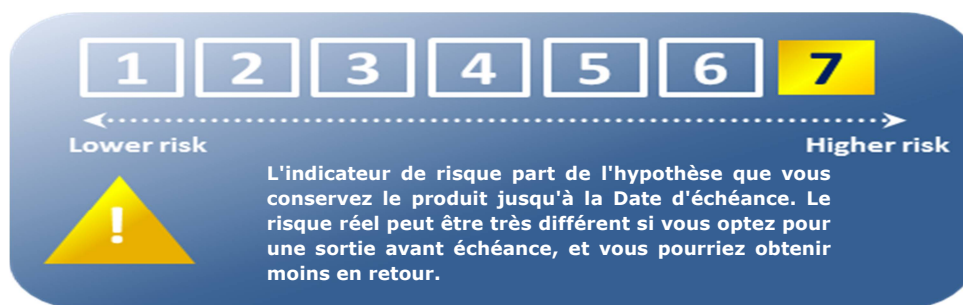 1 2 3 4 5 6 7
Lower risk Higher risk
L'indicateur de risque part de l'hypothèse que vous
conservez le produit jusqu'à la Date d'échéance. Le
risque réel peut être très différent si vous optez pour
une sortie avant échéance, et vous pourriez obtenir
moins en retour.
!